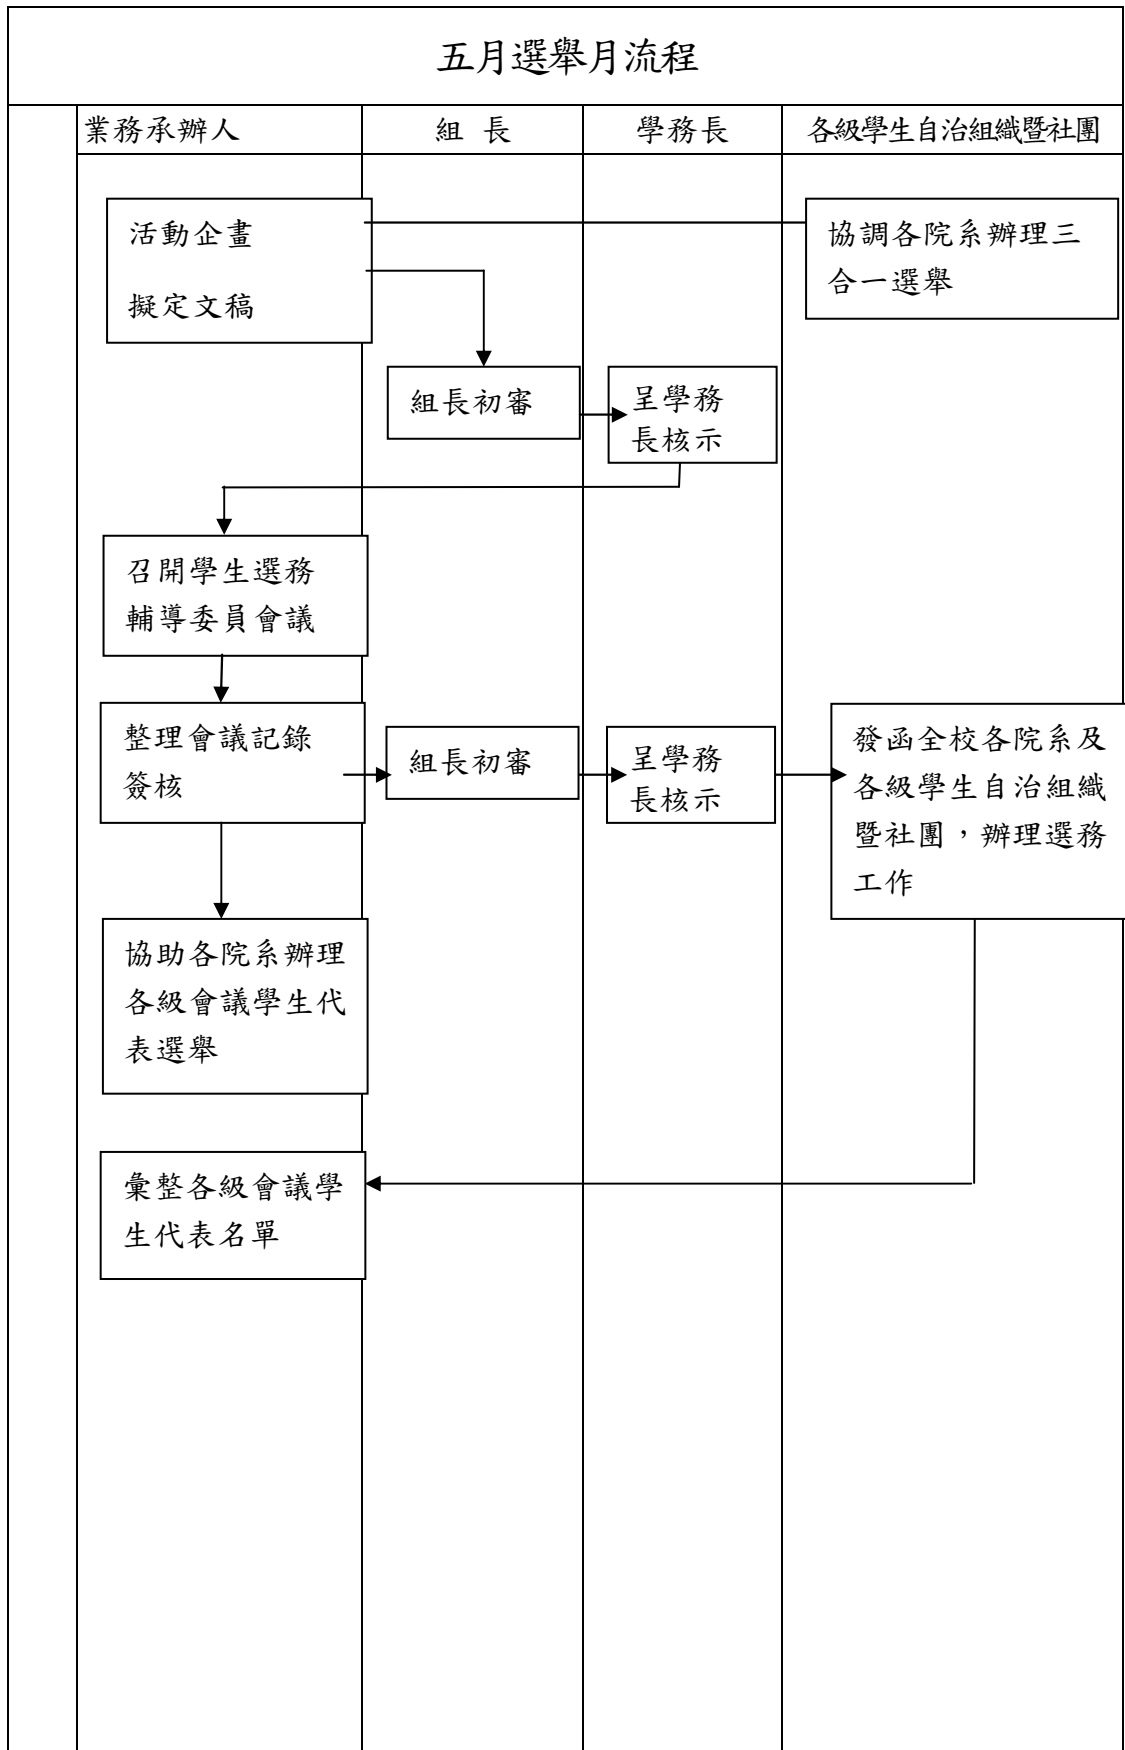 五月選舉月流程
業務承辦人
組 長
學務長
各級學生自治組織暨社團
活動企畫
擬定文稿
協調各院系辦理三
合一選舉
組長初審
呈學務
長核示
召開學生選務
輔導委員會議
整理會議記錄
簽核
組長初審
呈學務
長核示
發函全校各院系及
各級學生自治組織
暨社團，辦理選務
工作
協助各院系辦理
各級會議學生代
表選舉
彙整各級會議學
生代表名單